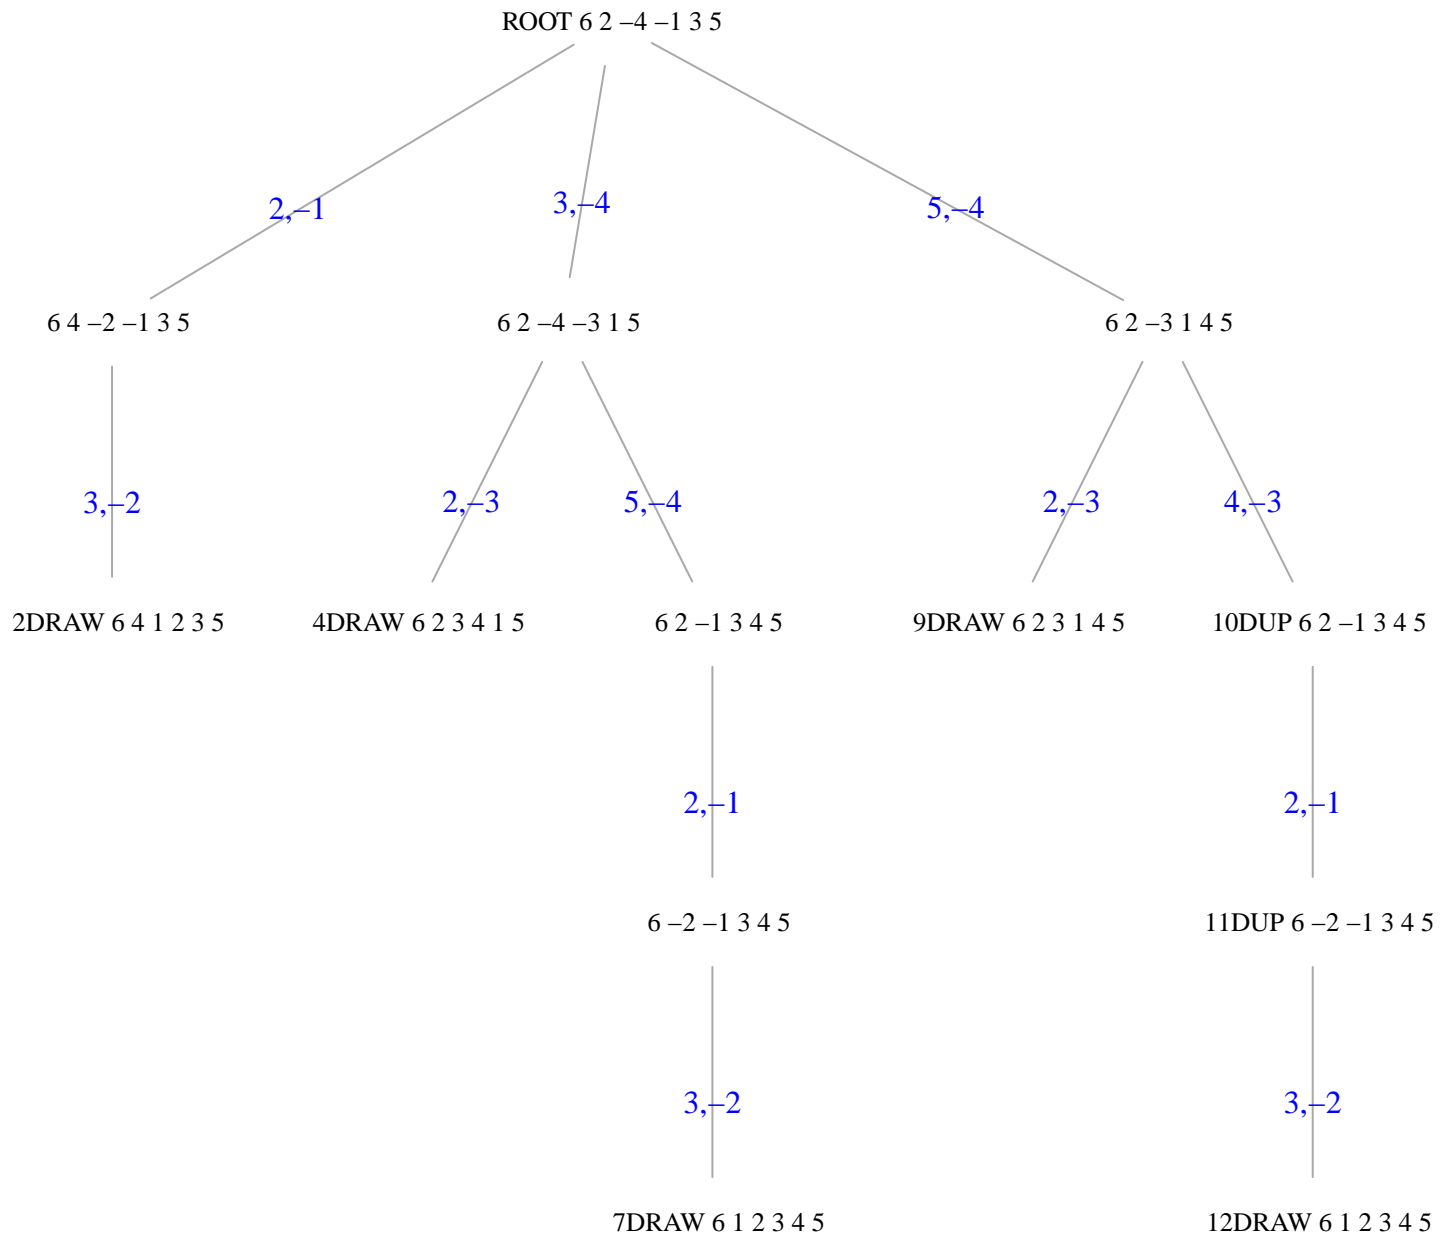 ROOT 6 2 –4 –1 3 5
2,–1
3,–4
5,–4
6 4 –2 –1 3 5
6 2 –4 –3 1 5
6 2 –3 1 4 5
3,–2
2,–3
5,–4
2,–3
4,–3
2DRAW 6 4 1 2 3 5
4DRAW 6 2 3 4 1 5
6 2 –1 3 4 5
9DRAW 6 2 3 1 4 5
10DUP 6 2 –1 3 4 5
2,–1
2,–1
6 –2 –1 3 4 5
11DUP 6 –2 –1 3 4 5
3,–2
3,–2
7DRAW 6 1 2 3 4 5
12DRAW 6 1 2 3 4 5